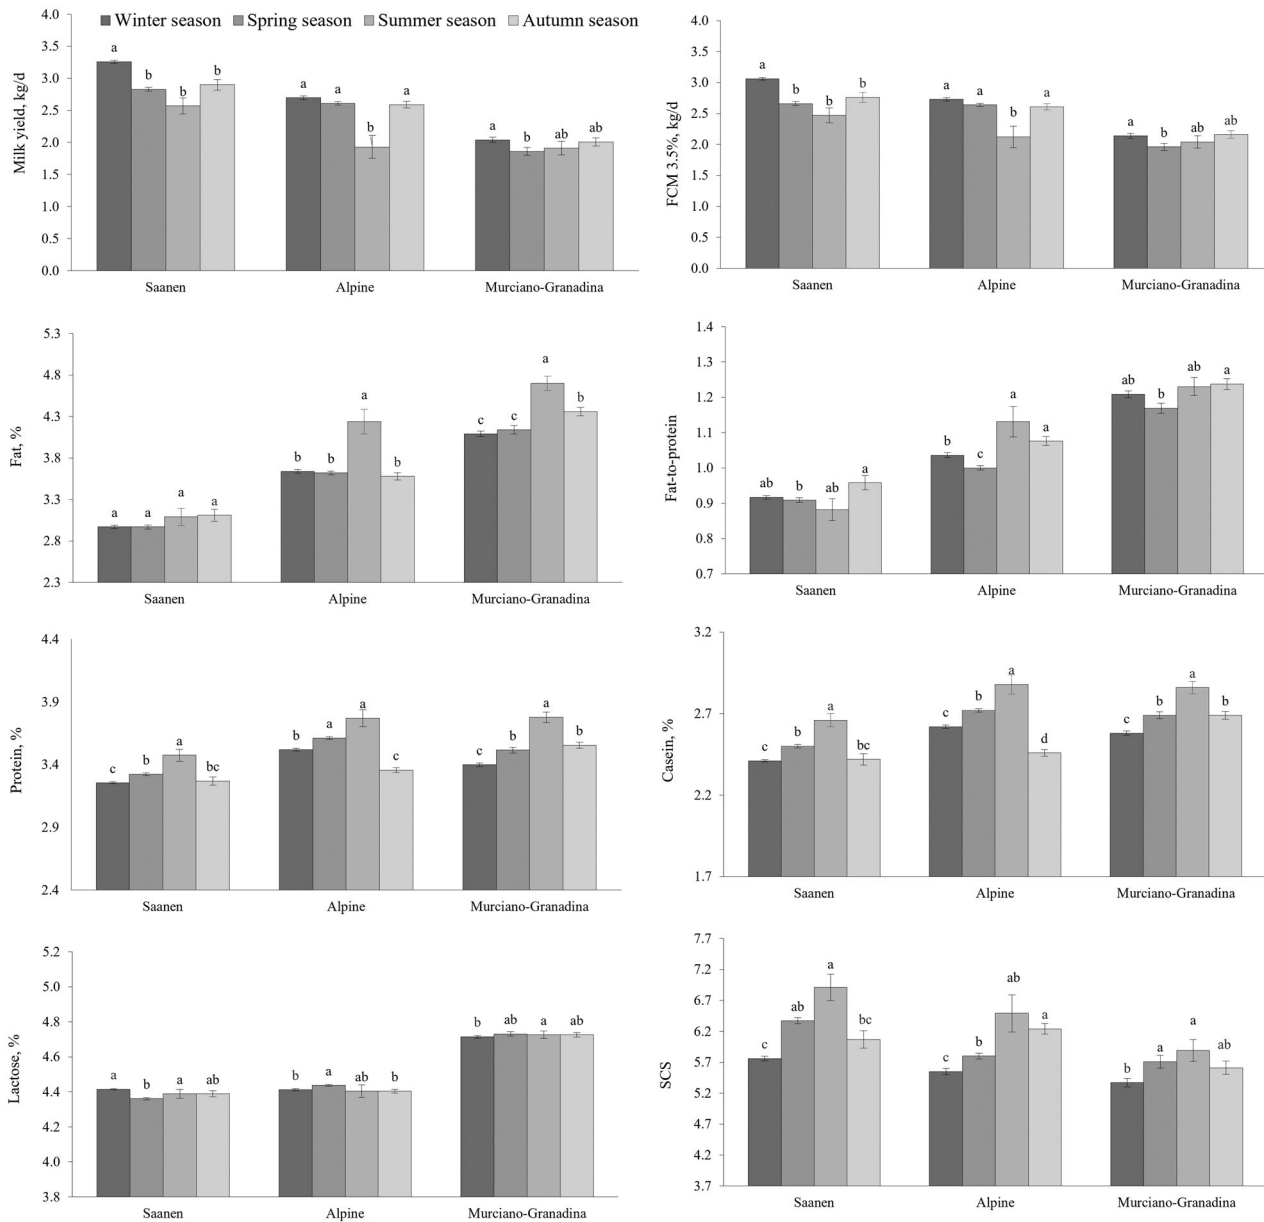 Winter season Spring season Summer season Autumn season
Milk yield, kg/d
4.0
3.5
3.0
2.5
2.0
1.5
1.0
0.5
0.0
a b b b a a b a a b ab ab
Saanen Alpine Murciano-Granadina
FCM 3.5%, kg/d
4.0
3.5
3.0
2.5
2.0
1.5
1.0
0.5
0.0
a b b b a a b a a b ab ab
Saanen Alpine Murciano-Granadina
Fat, %
5.3
4.8
4.3
3.8
3.3
2.8
2.3
a a a a b b a b c c a b
Saanen Alpine Murciano-Granadina
Fat-to-protein
1.4
1.3
1.2
1.1
1.0
0.9
0.8
0.7
ab b ab a b c a a ab b ab a
Saanen Alpine Murciano-Granadina
Protein, %
4.4
3.9
3.4
2.9
2.4
c b a bc b a a c c b a b
Saanen Alpine Murciano-Granadina
Casein, %
3.2
2.7
2.2
1.7
c b a bc c b a d c b a b
Saanen Alpine Murciano-Granadina
Lactose, %
5.2
5.0
4.8
4.6
4.4
4.2
4.0
3.8
a b a ab b a ab b b ab a ab
Saanen Alpine Murciano-Granadina
SCS
7.7
7.2
6.7
6.2
5.7
5.2
4.7
4.2
3.7
c ab a bc c b ab a b a a ab
Saanen Alpine Murciano-Granadina